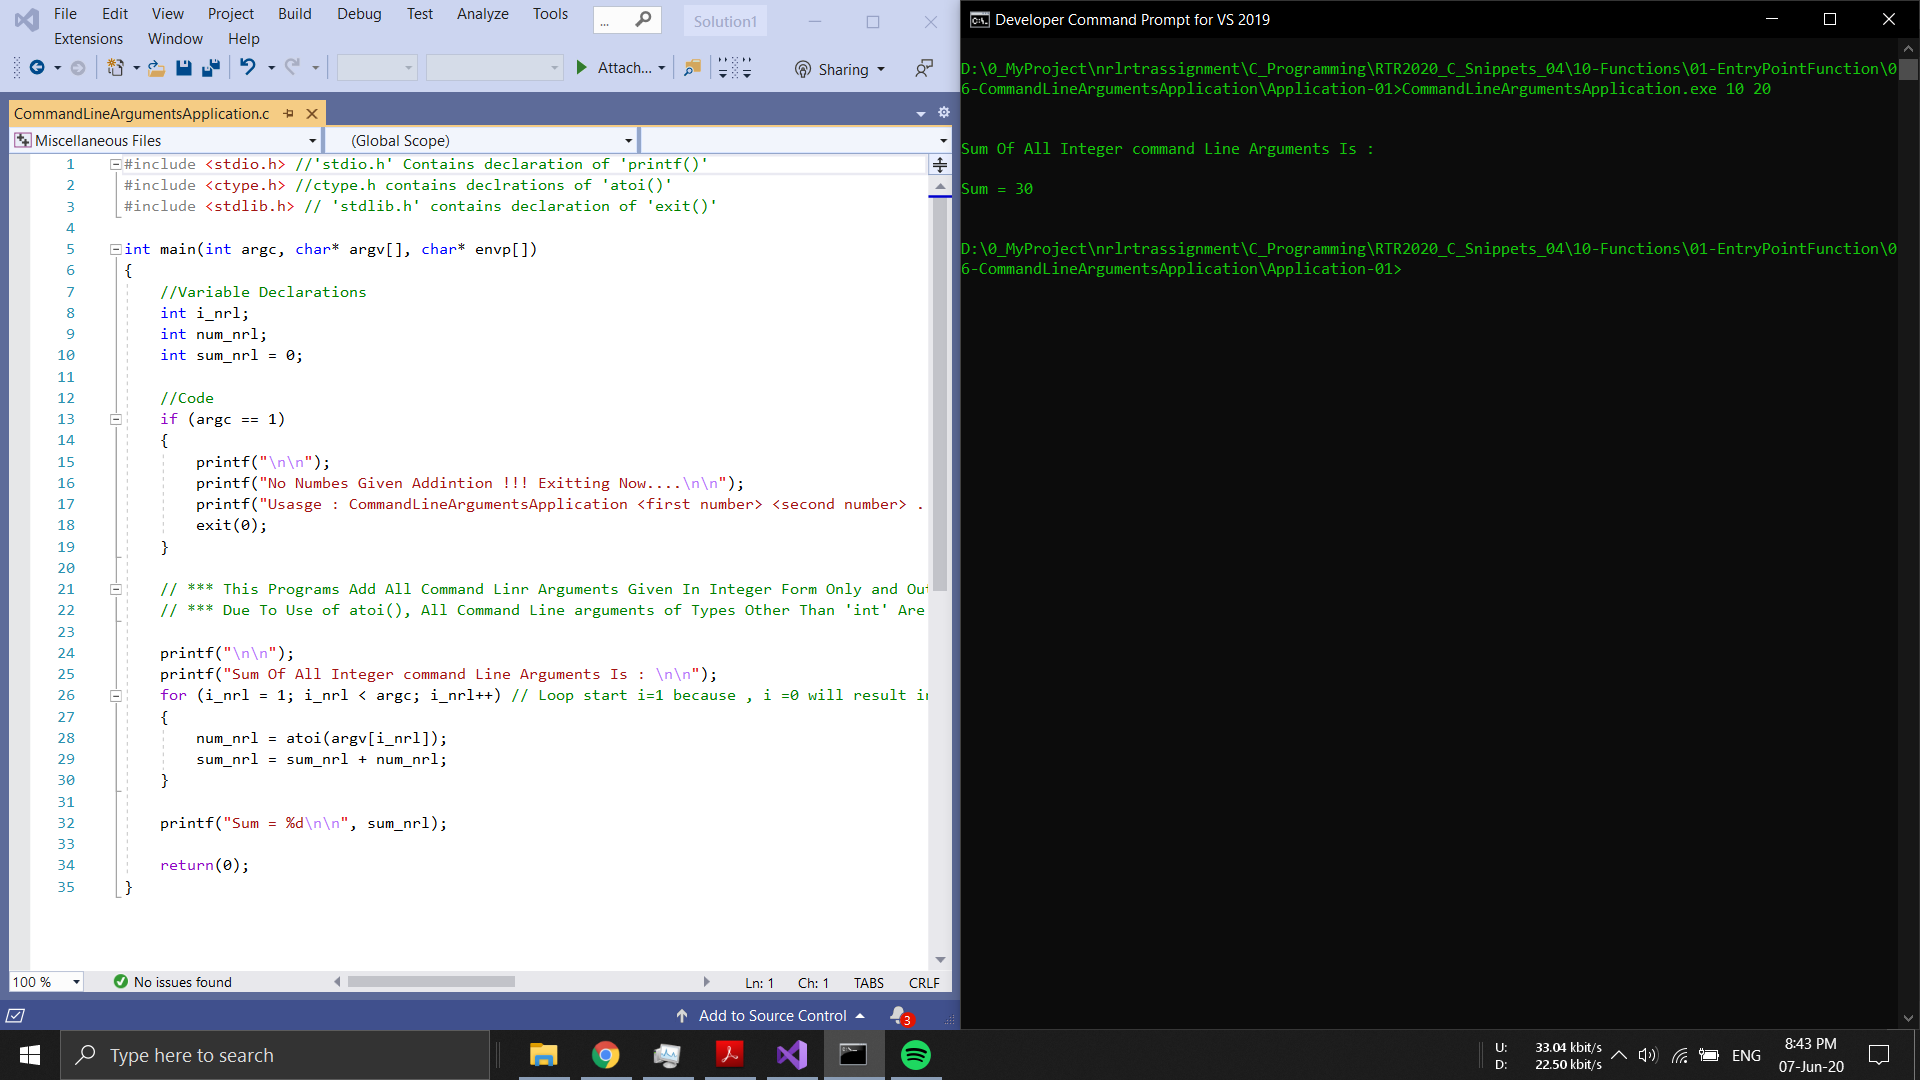 File Edit View Project Build Debug Test Analyze Tools ... Solution1
Extensions Window Help
Attach... Sharing
CommandLineArgumentsApplication.c
Miscellaneous Files (Global Scope)
1 #include <stdio.h> //'stdio.h' Contains declaration of 'printf()'
2 #include <ctype.h> //ctype.h contains declrations of 'atoi()'
3 #include <stdlib.h> // 'stdlib.h' contains declaration of 'exit()'
4
5 int main(int argc, char* argv[], char* envp[])
6 {
7 //Variable Declarations
8 int i_nrl;
9 int num_nrl;
10 int sum_nrl = 0;
11
12 //Code
13 if (argc == 1)
14 {
15 printf("\n\n");
16 printf("No Numbes Given Addintion !!! Exitting Now....\n\n");
17 printf("Usasge : CommandLineArgumentsApplication <first number> <second number> .
18 exit(0);
19 }
20
21 // *** This Programs Add All Command Linr Arguments Given In Integer Form Only and Ou
22 // *** Due To Use of atoi(), All Command Line arguments of Types Other Than 'int' Are
23
24 printf("\n\n");
25 printf("Sum Of All Integer command Line Arguments Is : \n\n");
26 for (i_nrl = 1; i_nrl < argc; i_nrl++) // Loop start i=1 because , i =0 will result in
27 {
28 num_nrl = atoi(argv[i_nrl]);
29 sum_nrl = sum_nrl + num_nrl;
30 }
31
32 printf("Sum = %d\n\n", sum_nrl);
33
34 return(0);
35 }
100 % No issues found Ln: 1 Ch: 1 TABS CRLF
Add to Source Control 3
Developer Command Prompt for VS 2019
D:\0_MyProject\nrlrtrassignment\C_Programming\RTR2020_C_Snippets_04\10-Functions\01-EntryPointFunction\0
6-CommandLineArgumentsApplication\Application-01>CommandLineArgumentsApplication.exe 10 20
Sum Of All Integer command Line Arguments Is :
Sum = 30
D:\0_MyProject\nrlrtrassignment\C_Programming\RTR2020_C_Snippets_04\10-Functions\01-EntryPointFunction\0
6-CommandLineArgumentsApplication\Application-01>
Type here to search
U: 33.04 kbit/s
D: 22.50 kbit/s
ENG
8:43 PM
07-Jun-20